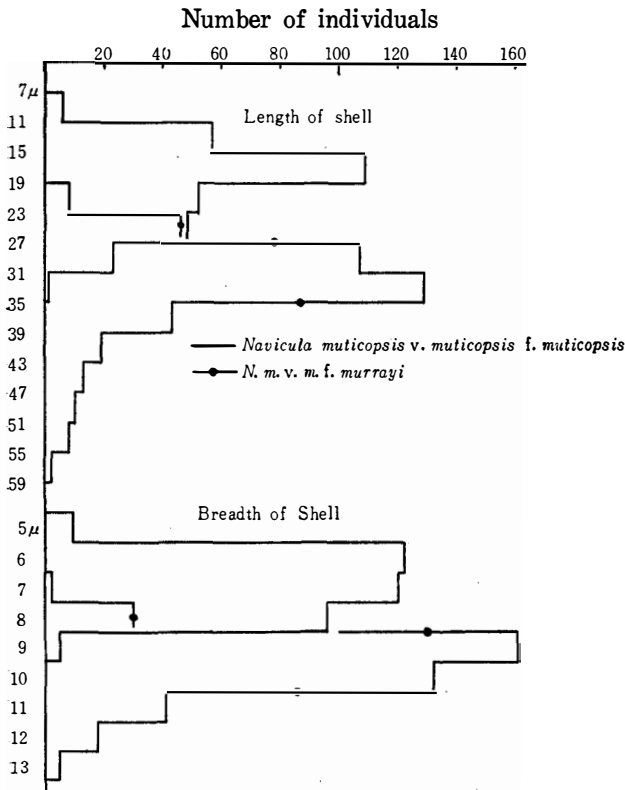 Number of individuals
20 40 60 80 100 120 140 160
7μ
Length of shell
11
15
19
23
27
31
35
39
Navicula muticopsis v. muticopsis f. muticopsis
43
N. m. v. m. f. murrayi
47
51
55
59
Breadth of Shell
5μ
6
7
8
9
10
11
12
13